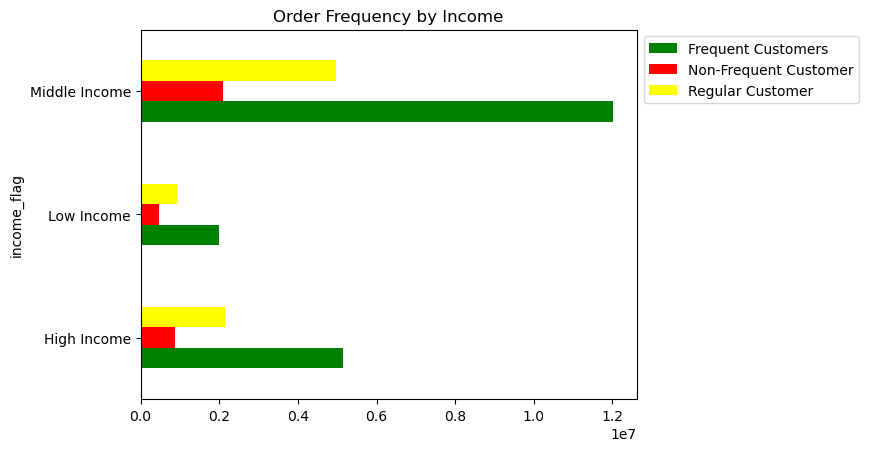 Order Frequency by Income
Frequent Customers
Non-Frequent Customer
Regular Customer
Middle Income
Low Income
High Income
income_flag
0.0 0.2 0.4 0.6 0.8 1.0 1.2
1e7